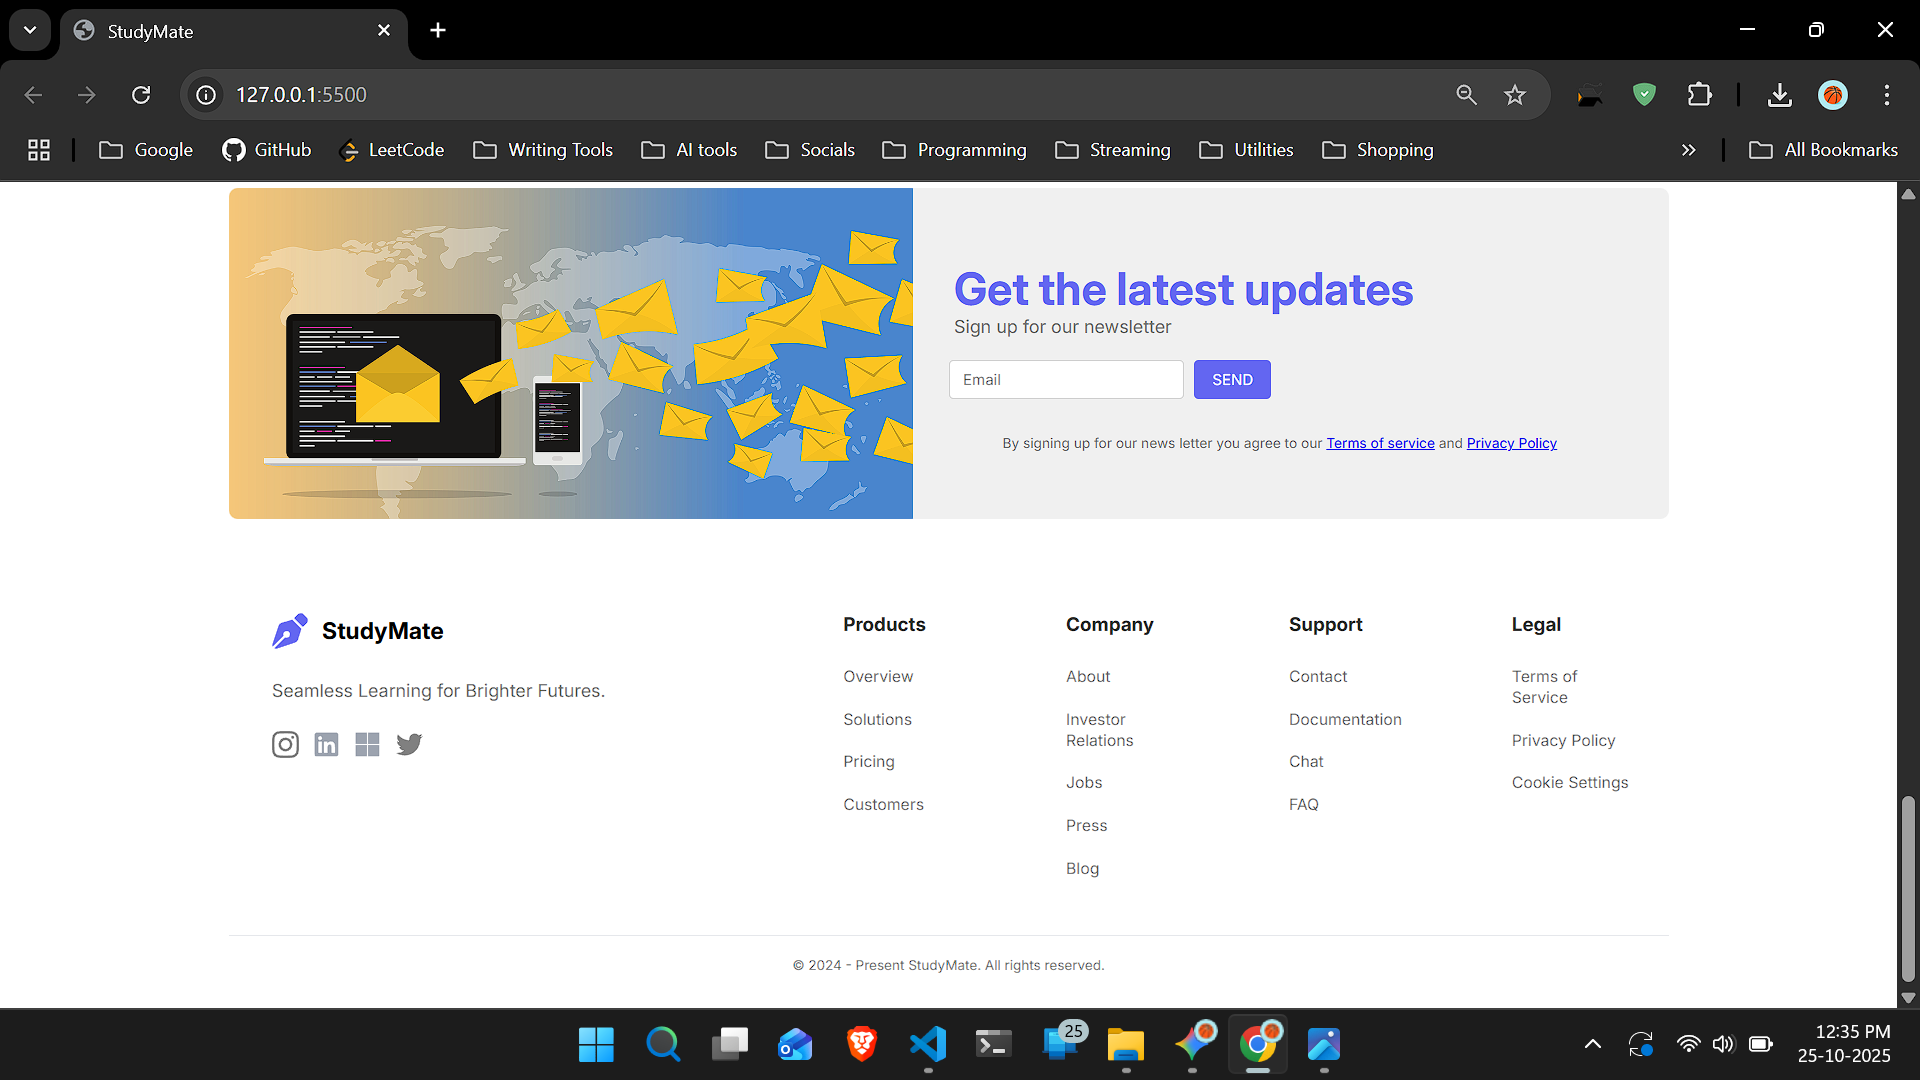 StudyMate
127.0.0.1:5500
Google
GitHub
LeetCode
Writing Tools
AI tools
Socials
Programming
Streaming
Utilities
Shopping
All Bookmarks
Get the latest updates
Sign up for our newsletter
Email
SEND
By signing up for our news letter you agree to our Terms of service and Privacy Policy
StudyMate
Seamless Learning for Brighter Futures.
Products
Overview
Solutions
Pricing
Customers
Company
About
Investor
Relations
Jobs
Press
Blog
Support
Contact
Documentation
Chat
FAQ
Legal
Terms of
Service
Privacy Policy
Cookie Settings
© 2024 - Present StudyMate. All rights reserved.
25
12:35 PM
25-10-2025